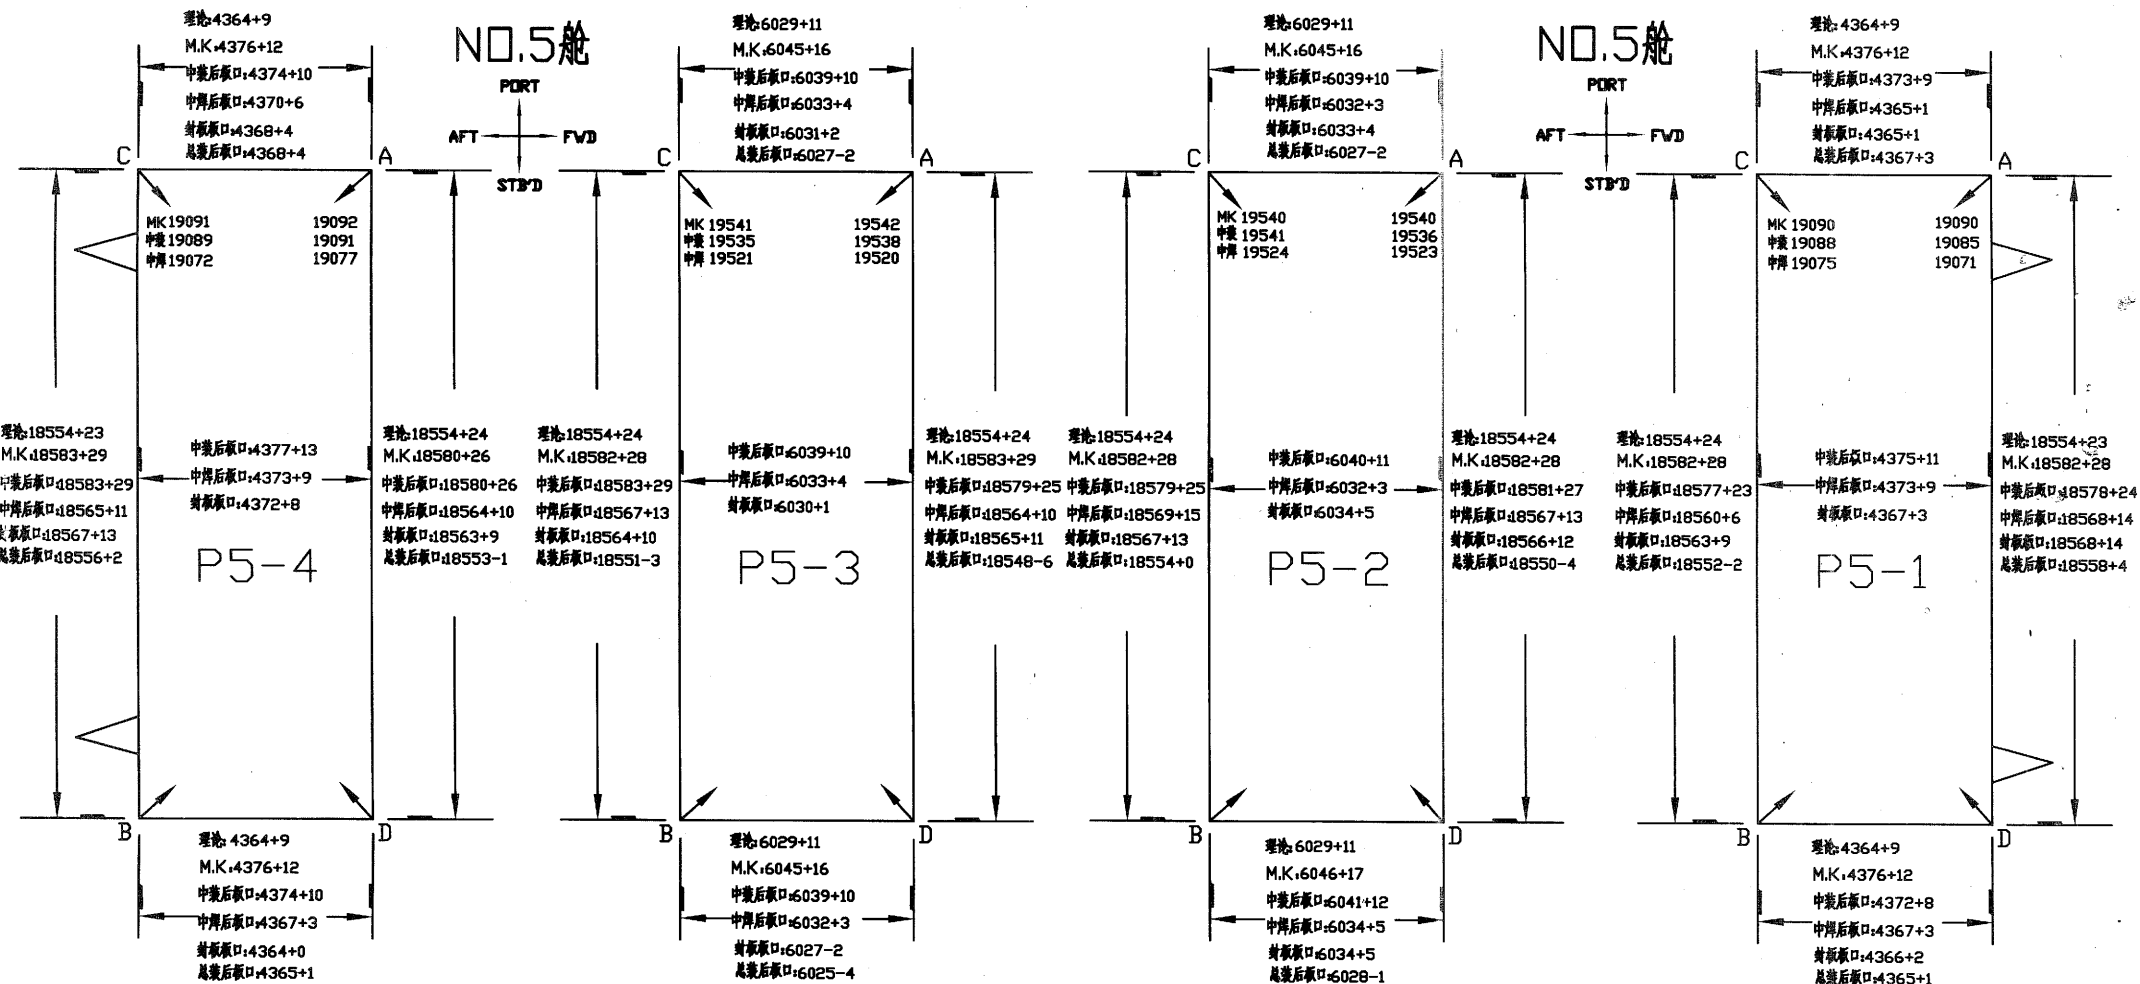 理论:4364+9
M.K:4376+12
中装后板口:4374+10
中焊后板口:4370+6
封板板口:4368+4
总装后板口:4368+4
C
A
NO.5舱
PORT
AFT
FWD
STB'D
理论:6029+11
M.K:6045+16
中装后板口:6039+10
中焊后板口:6033+4
封板板口:6031+2
总装后板口:6027-2
C
A
理论:6029+11
M.K:6045+16
中装后板口:6039+10
中焊后板口:6032+3
封板板口:6033+4
总装后板口:6027-2
C
A
NO.5舱
PORT
AFT
FWD
STB'D
理论:4364+9
M.K:4376+12
中装后板口:4373+9
中焊后板口:4365+1
封板板口:4365+1
总装后板口:4367+3
C
A
MK 19091 19092
中装 19089 19091
中焊 19072 19077
MK 19541 19542
中装 19535 19538
中焊 19521 19520
MK 19540 19540
中装 19541 19536
中焊 19524 19523
MK 19090 19090
中装 19088 19085
中焊 19075 19071
理论:18554+23
M.K:18583+29
中装后板口:18583+29
中焊后板口:18565+11
封板板口:18567+13
总装后板口:18556+2
中装后板口:4377+13
中焊后板口:4373+9
封板板口:4372+8
P5-4
理论:18554+24
M.K:18580+26
中装后板口:18580+26
中焊后板口:18564+10
封板板口:18563+9
总装后板口:18553-1
理论:18554+24
M.K:18582+28
中装后板口:18583+29
中焊后板口:18567+13
封板板口:18564+10
总装后板口:18551-3
中装后板口:6039+10
中焊后板口:6033+4
封板板口:6030+1
P5-3
理论:18554+24
M.K:18583+29
中装后板口:18579+25
中焊后板口:18564+10
封板板口:18565+11
总装后板口:18548-6
理论:18554+24
M.K:18582+28
中装后板口:18579+25
中焊后板口:18569+15
封板板口:18567+13
总装后板口:18554+0
中装后板口:6040+11
中焊后板口:6032+3
封板板口:6034+5
P5-2
理论:18554+24
M.K:18582+28
中装后板口:18581+27
中焊后板口:18567+13
封板板口:18566+12
总装后板口:18550-4
理论:18554+24
M.K:18582+28
中装后板口:18577+23
中焊后板口:18560+6
封板板口:18563+9
总装后板口:18552-2
中装后板口:4375+11
中焊后板口:4373+9
封板板口:4367+3
P5-1
理论:18554+23
M.K:18582+28
中装后板口:18578+24
中焊后板口:18568+14
封板板口:18568+14
总装后板口:18558+4
B
D
理论:4364+9
M.K:4376+12
中装后板口:4374+10
中焊后板口:4367+3
封板板口:4364+0
总装后板口:4365+1
B
D
理论:6029+11
M.K:6045+16
中装后板口:6039+10
中焊后板口:6032+3
封板板口:6027-2
总装后板口:6025-4
B
D
理论:6029+11
M.K:6046+17
中装后板口:6041+12
中焊后板口:6034+5
封板板口:6034+5
总装后板口:6028-1
B
D
理论:4364+9
M.K:4376+12
中装后板口:4372+8
中焊后板口:4367+3
封板板口:4366+2
总装后板口:4365+1